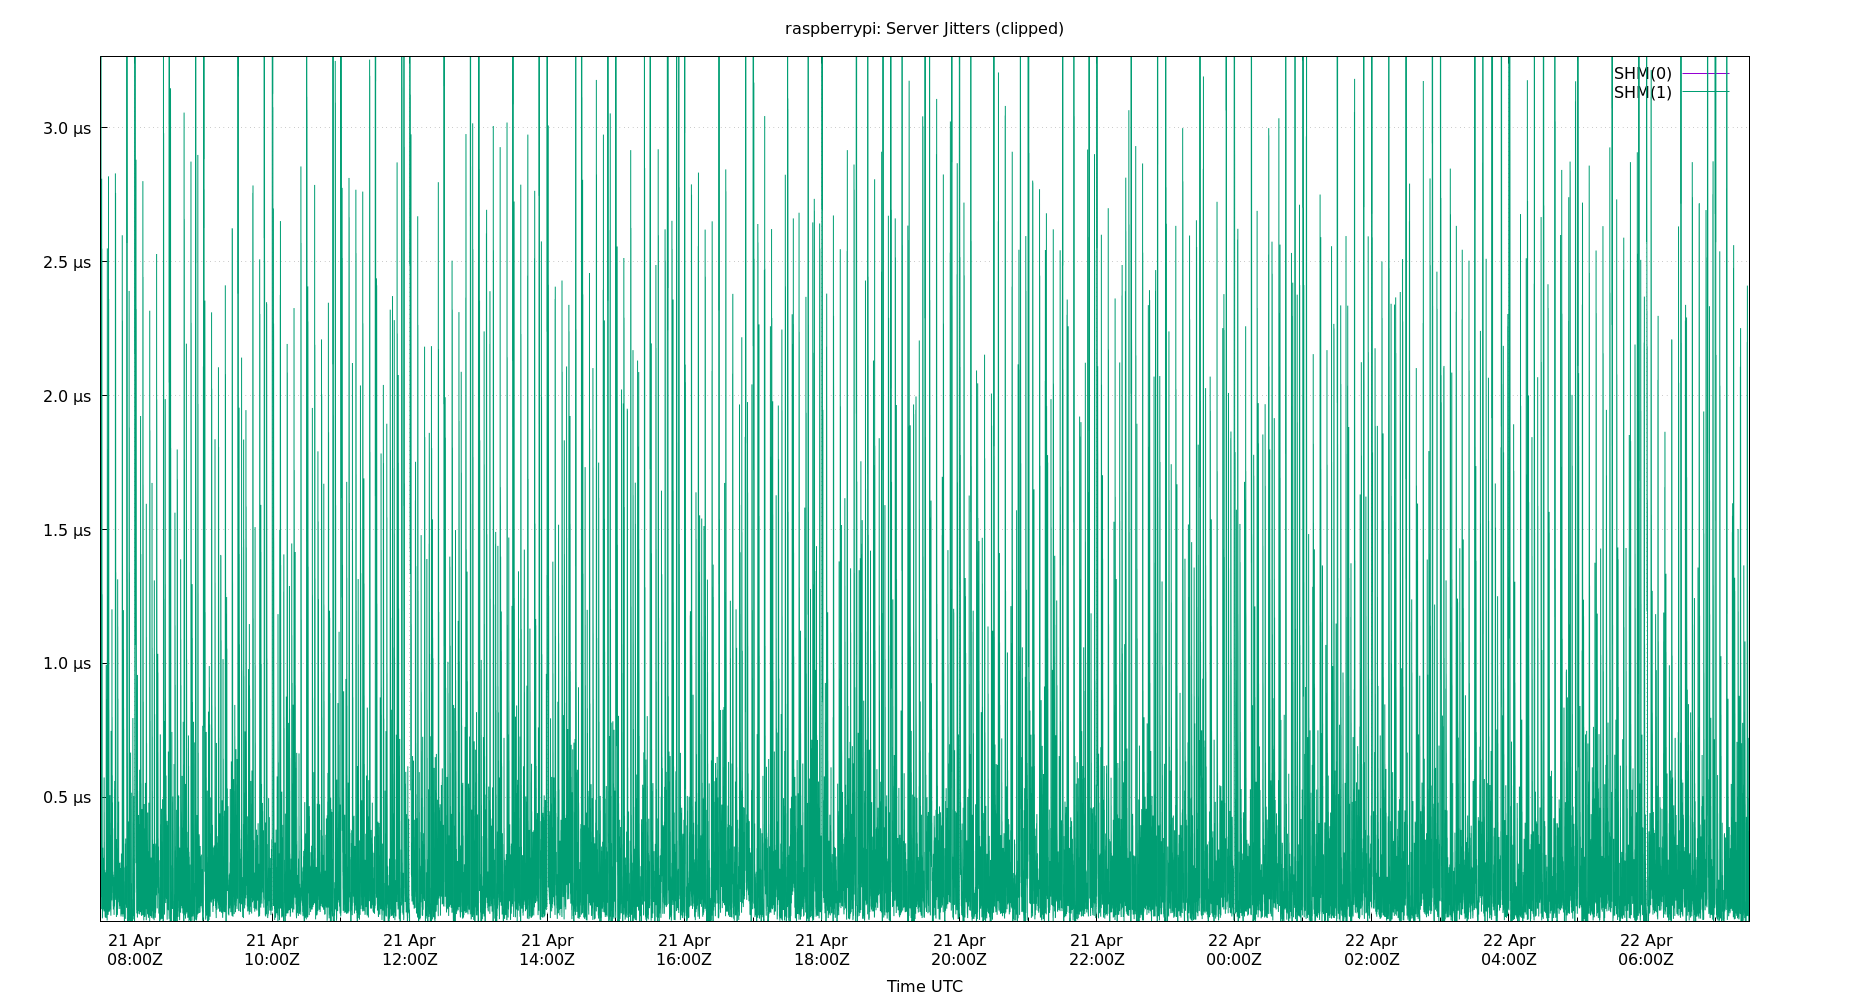 raspberrypi: Server Jitters (clipped)
SHM(0)
SHM(1)
3.0 µs
2.5 µs
2.0 µs
1.5 µs
1.0 µs
0.5 µs
21 Apr 21 Apr 21 Apr 21 Apr 21 Apr 21 Apr 21 Apr 21 Apr 22 Apr 22 Apr 22 Apr 22 Apr
08:00Z 10:00Z 12:00Z 14:00Z 16:00Z 18:00Z 20:00Z 22:00Z 00:00Z 02:00Z 04:00Z 06:00Z
Time UTC